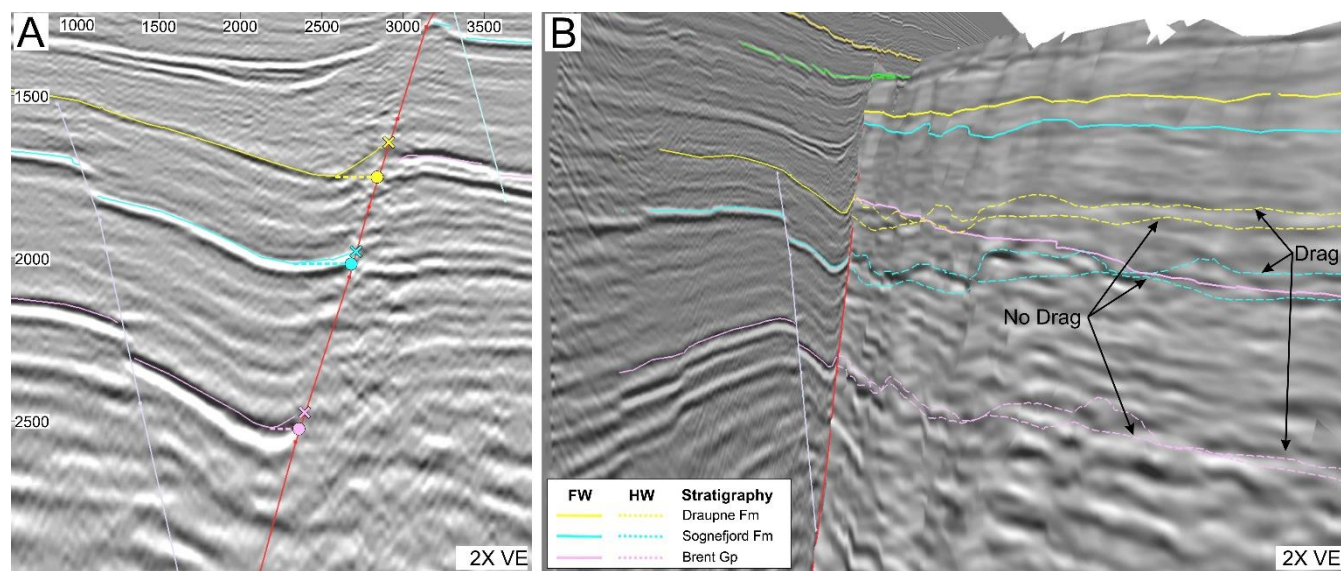 A
1000 1500 2000 2500 3000 3500
1500
2000
2500
2X VE
B
Drag
No Drag
FW HW Stratigraphy
Draupne Fm
Sognefjord Fm
Brent Gp
2X VE